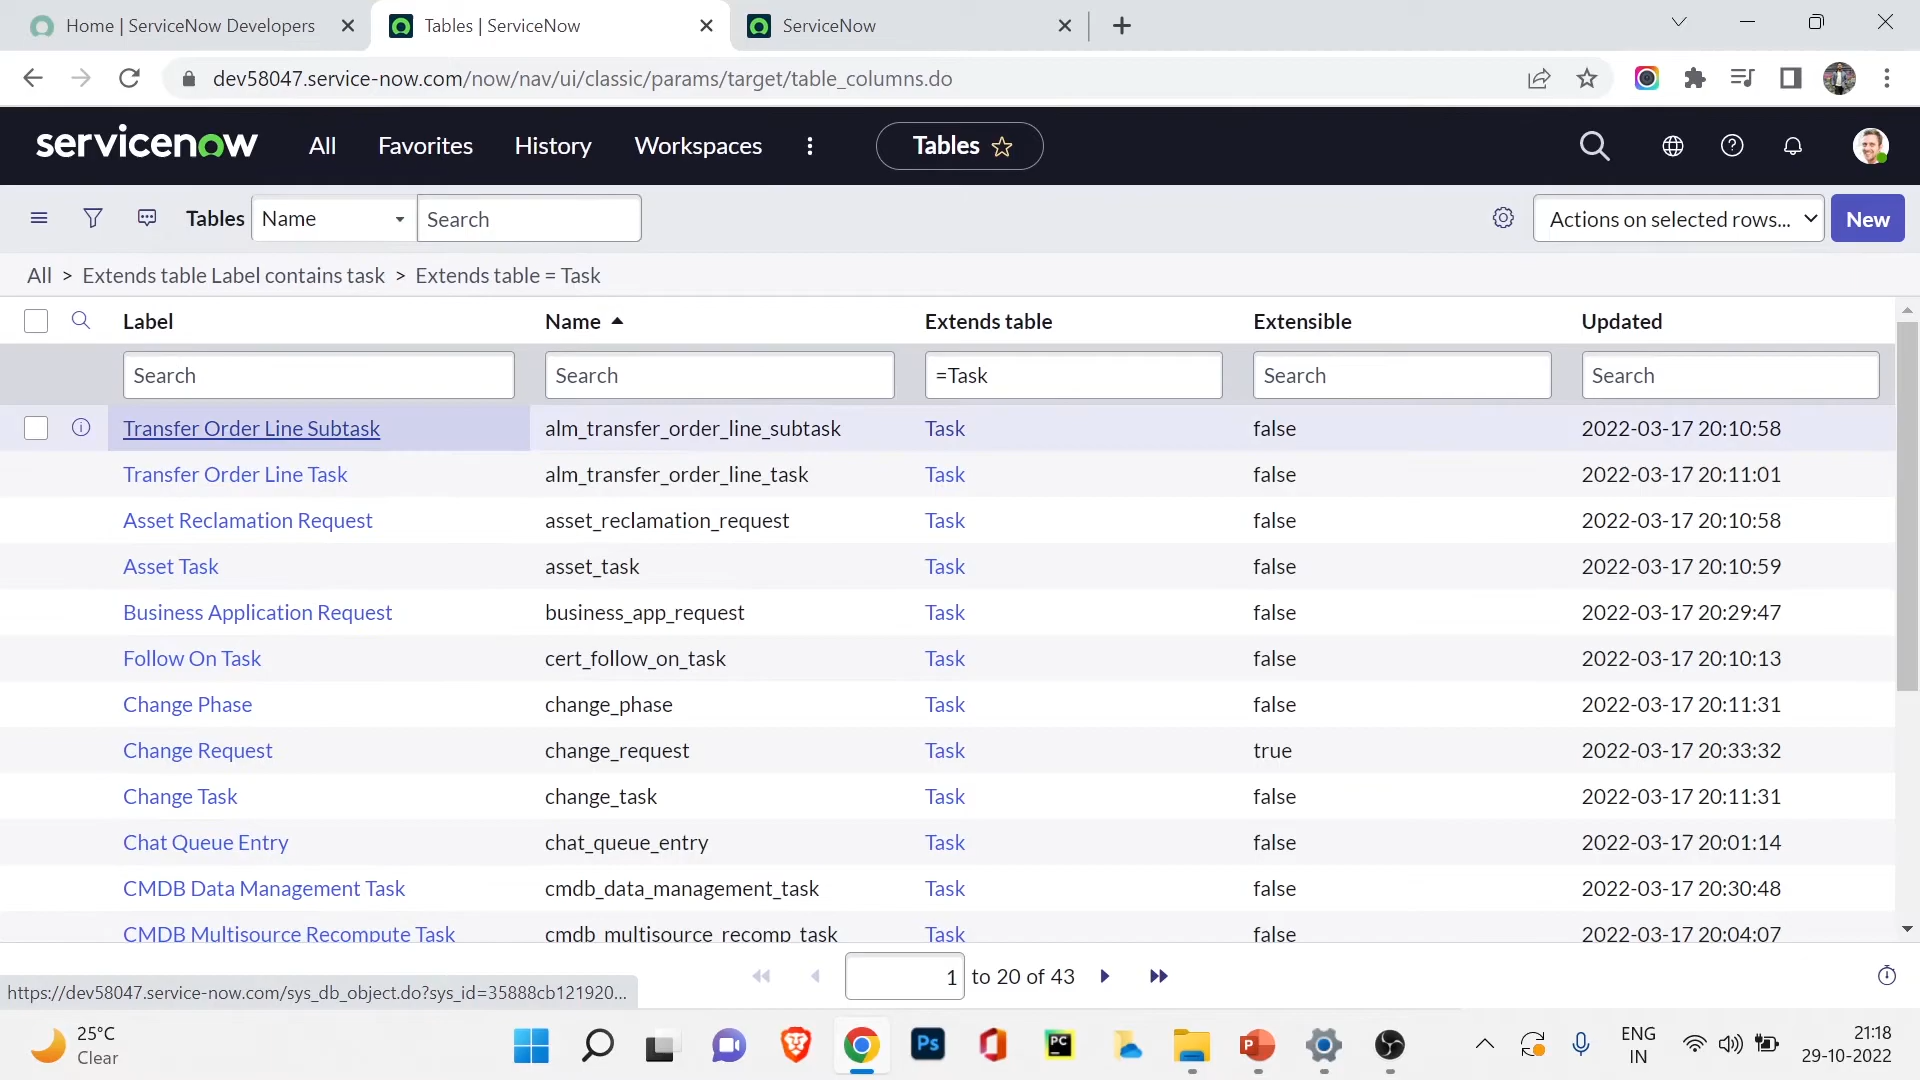 Home | ServiceNow Developers
Tables | ServiceNow
ServiceNow
dev58047.service-now.com/now/nav/ui/classic/params/target/table_columns.do
servicenow
All
Favorites
History
Workspaces
Tables
Tables
Name
Search
Actions on selected rows...
New
All > Extends table Label contains task > Extends table = Task
Label Name Extends table Extensible Updated
Search Search =Task Search Search
Transfer Order Line Subtask alm_transfer_order_line_subtask Task false 2022-03-17 20:10:58
Transfer Order Line Task alm_transfer_order_line_task Task false 2022-03-17 20:11:01
Asset Reclamation Request asset_reclamation_request Task false 2022-03-17 20:10:58
Asset Task asset_task Task false 2022-03-17 20:10:59
Business Application Request business_app_request Task false 2022-03-17 20:29:47
Follow On Task cert_follow_on_task Task false 2022-03-17 20:10:13
Change Phase change_phase Task false 2022-03-17 20:11:31
Change Request change_request Task true 2022-03-17 20:33:32
Change Task change_task Task false 2022-03-17 20:11:31
Chat Queue Entry chat_queue_entry Task false 2022-03-17 20:01:14
CMDB Data Management Task cmdb_data_management_task Task false 2022-03-17 20:30:48
CMDB Multisource Recompute Task cmdb_multisource_recomp_task Task false 2022-03-17 20:04:07
1 to 20 of 43
https://dev58047.service-now.com/sys_db_object.do?sys_id=35888cb121920...
25°C
Clear
Ps
PC
P
ENG
IN
21:18
29-10-2022